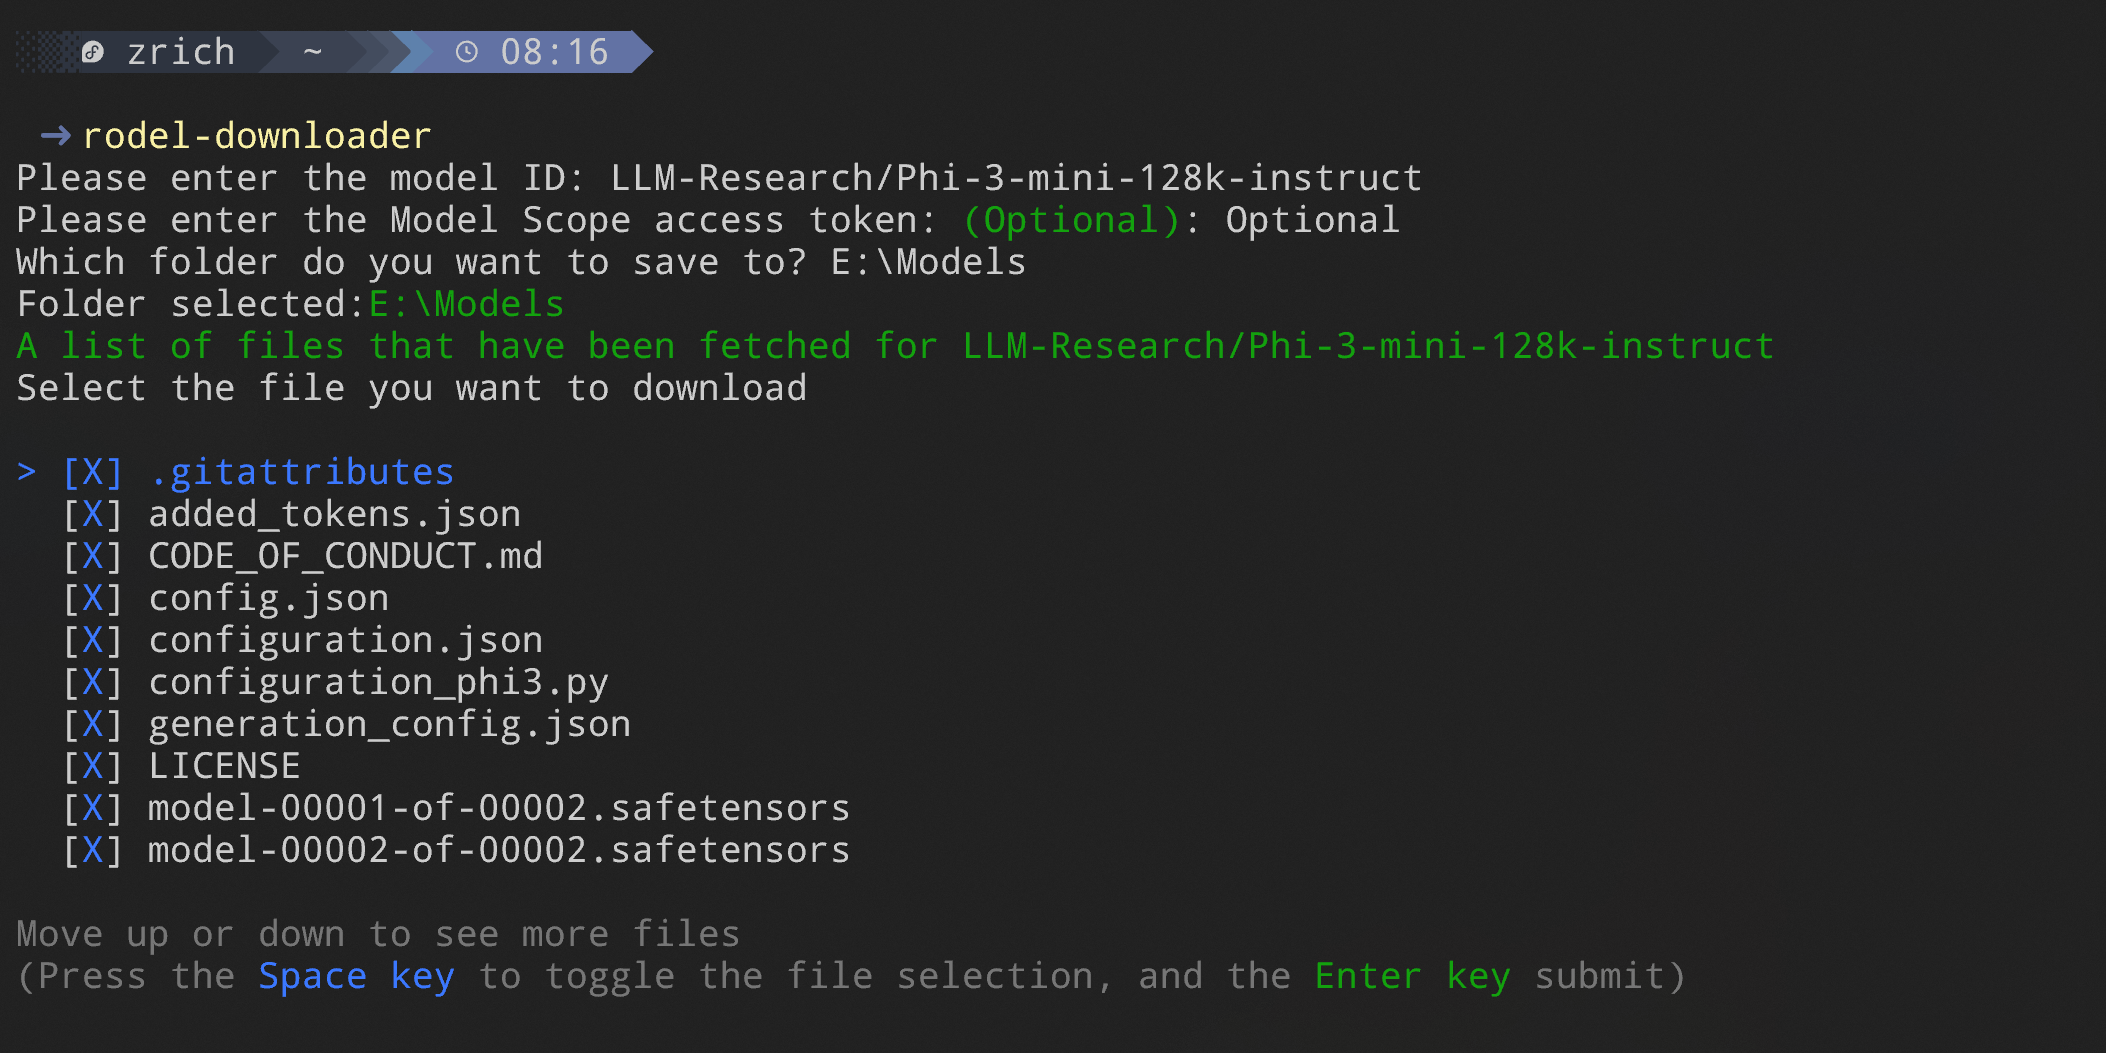 zrich ~ 08:16
→ rodel-downloader
Please enter the model ID: LLM-Research/Phi-3-mini-128k-instruct
Please enter the Model Scope access token: (Optional): Optional
Which folder do you want to save to? E:\Models
Folder selected:E:\Models
A list of files that have been fetched for LLM-Research/Phi-3-mini-128k-instruct
Select the file you want to download
> [X] .gitattributes
[X] added_tokens.json
[X] CODE_OF_CONDUCT.md
[X] config.json
[X] configuration.json
[X] configuration_phi3.py
[X] generation_config.json
[X] LICENSE
[X] model-00001-of-00002.safetensors
[X] model-00002-of-00002.safetensors
Move up or down to see more files
(Press the Space key to toggle the file selection, and the Enter key submit)